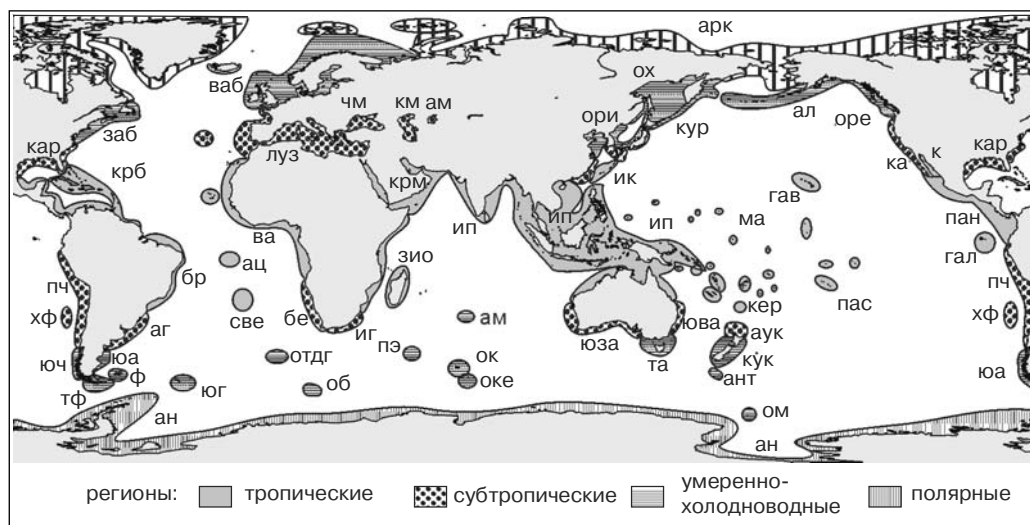 арк
ваб
ох
чм км ам
ори
ал
заб
кур
оре
кар
луз
кар
ка
к
крб
ик
крм
гав
ип
ип
ип
ма
пан
ва
зио
ац
гал
бр
пч
пч
кер
пас
хф
све
бе
ам
хф
аг
иг
юва
аук
пэ
юза
юч
юа
отдг
ок
та
кук
ф
оке
ант
юа
тф
юг
об
ом
ан
ан
регионы: тропические субтропические умеренно-
холодноводные полярные